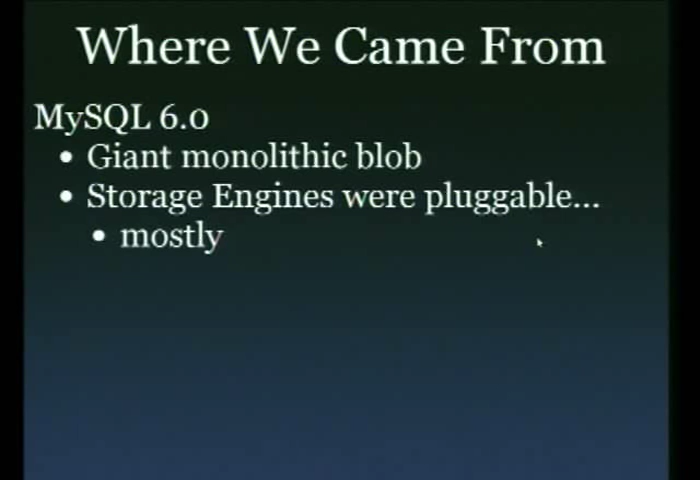 Where We Came From
MySQL 6.0
• Giant monolithic blob
• Storage Engines were pluggable...
• mostly